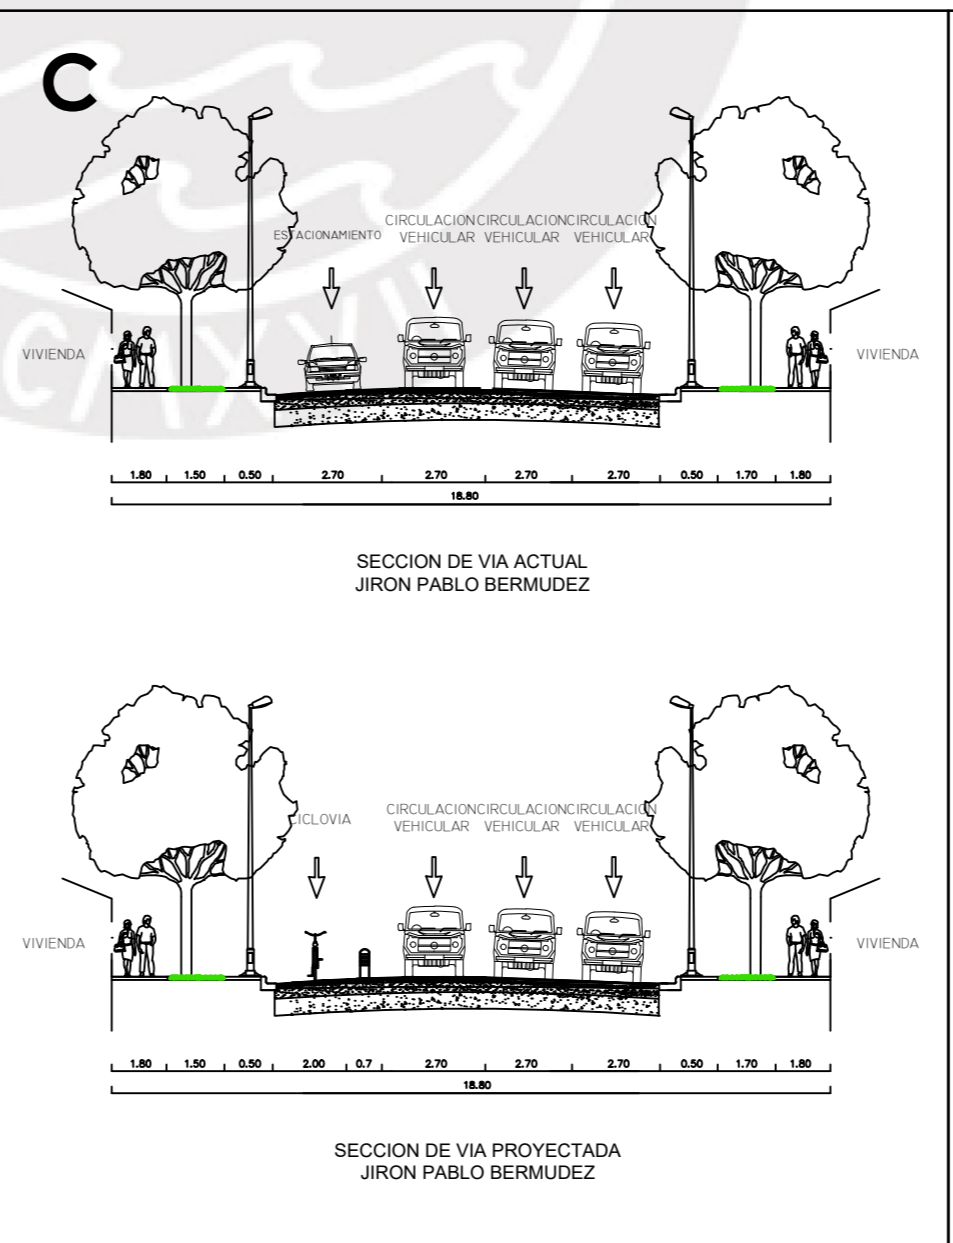 C
CIRCULACION CIRCULACION CIRCULACION
ESTACIONAMIENTO VEHICULAR VEHICULAR VEHICULAR
VIVIENDA VIVIENDA
1.80 1.50 0.50 2.70 2.70 2.70 2.70 0.50 1.70 1.80
18.80
SECCION DE VIA ACTUAL
JIRON PABLO BERMUDEZ
CIRCULACION CIRCULACION CIRCULACION
CICLOVIA VEHICULAR VEHICULAR VEHICULAR
VIVIENDA VIVIENDA
1.80 1.50 0.50 2.00 0.7 2.70 2.70 2.70 0.50 1.70 1.80
18.80
SECCION DE VIA PROYECTADA
JIRON PABLO BERMUDEZ